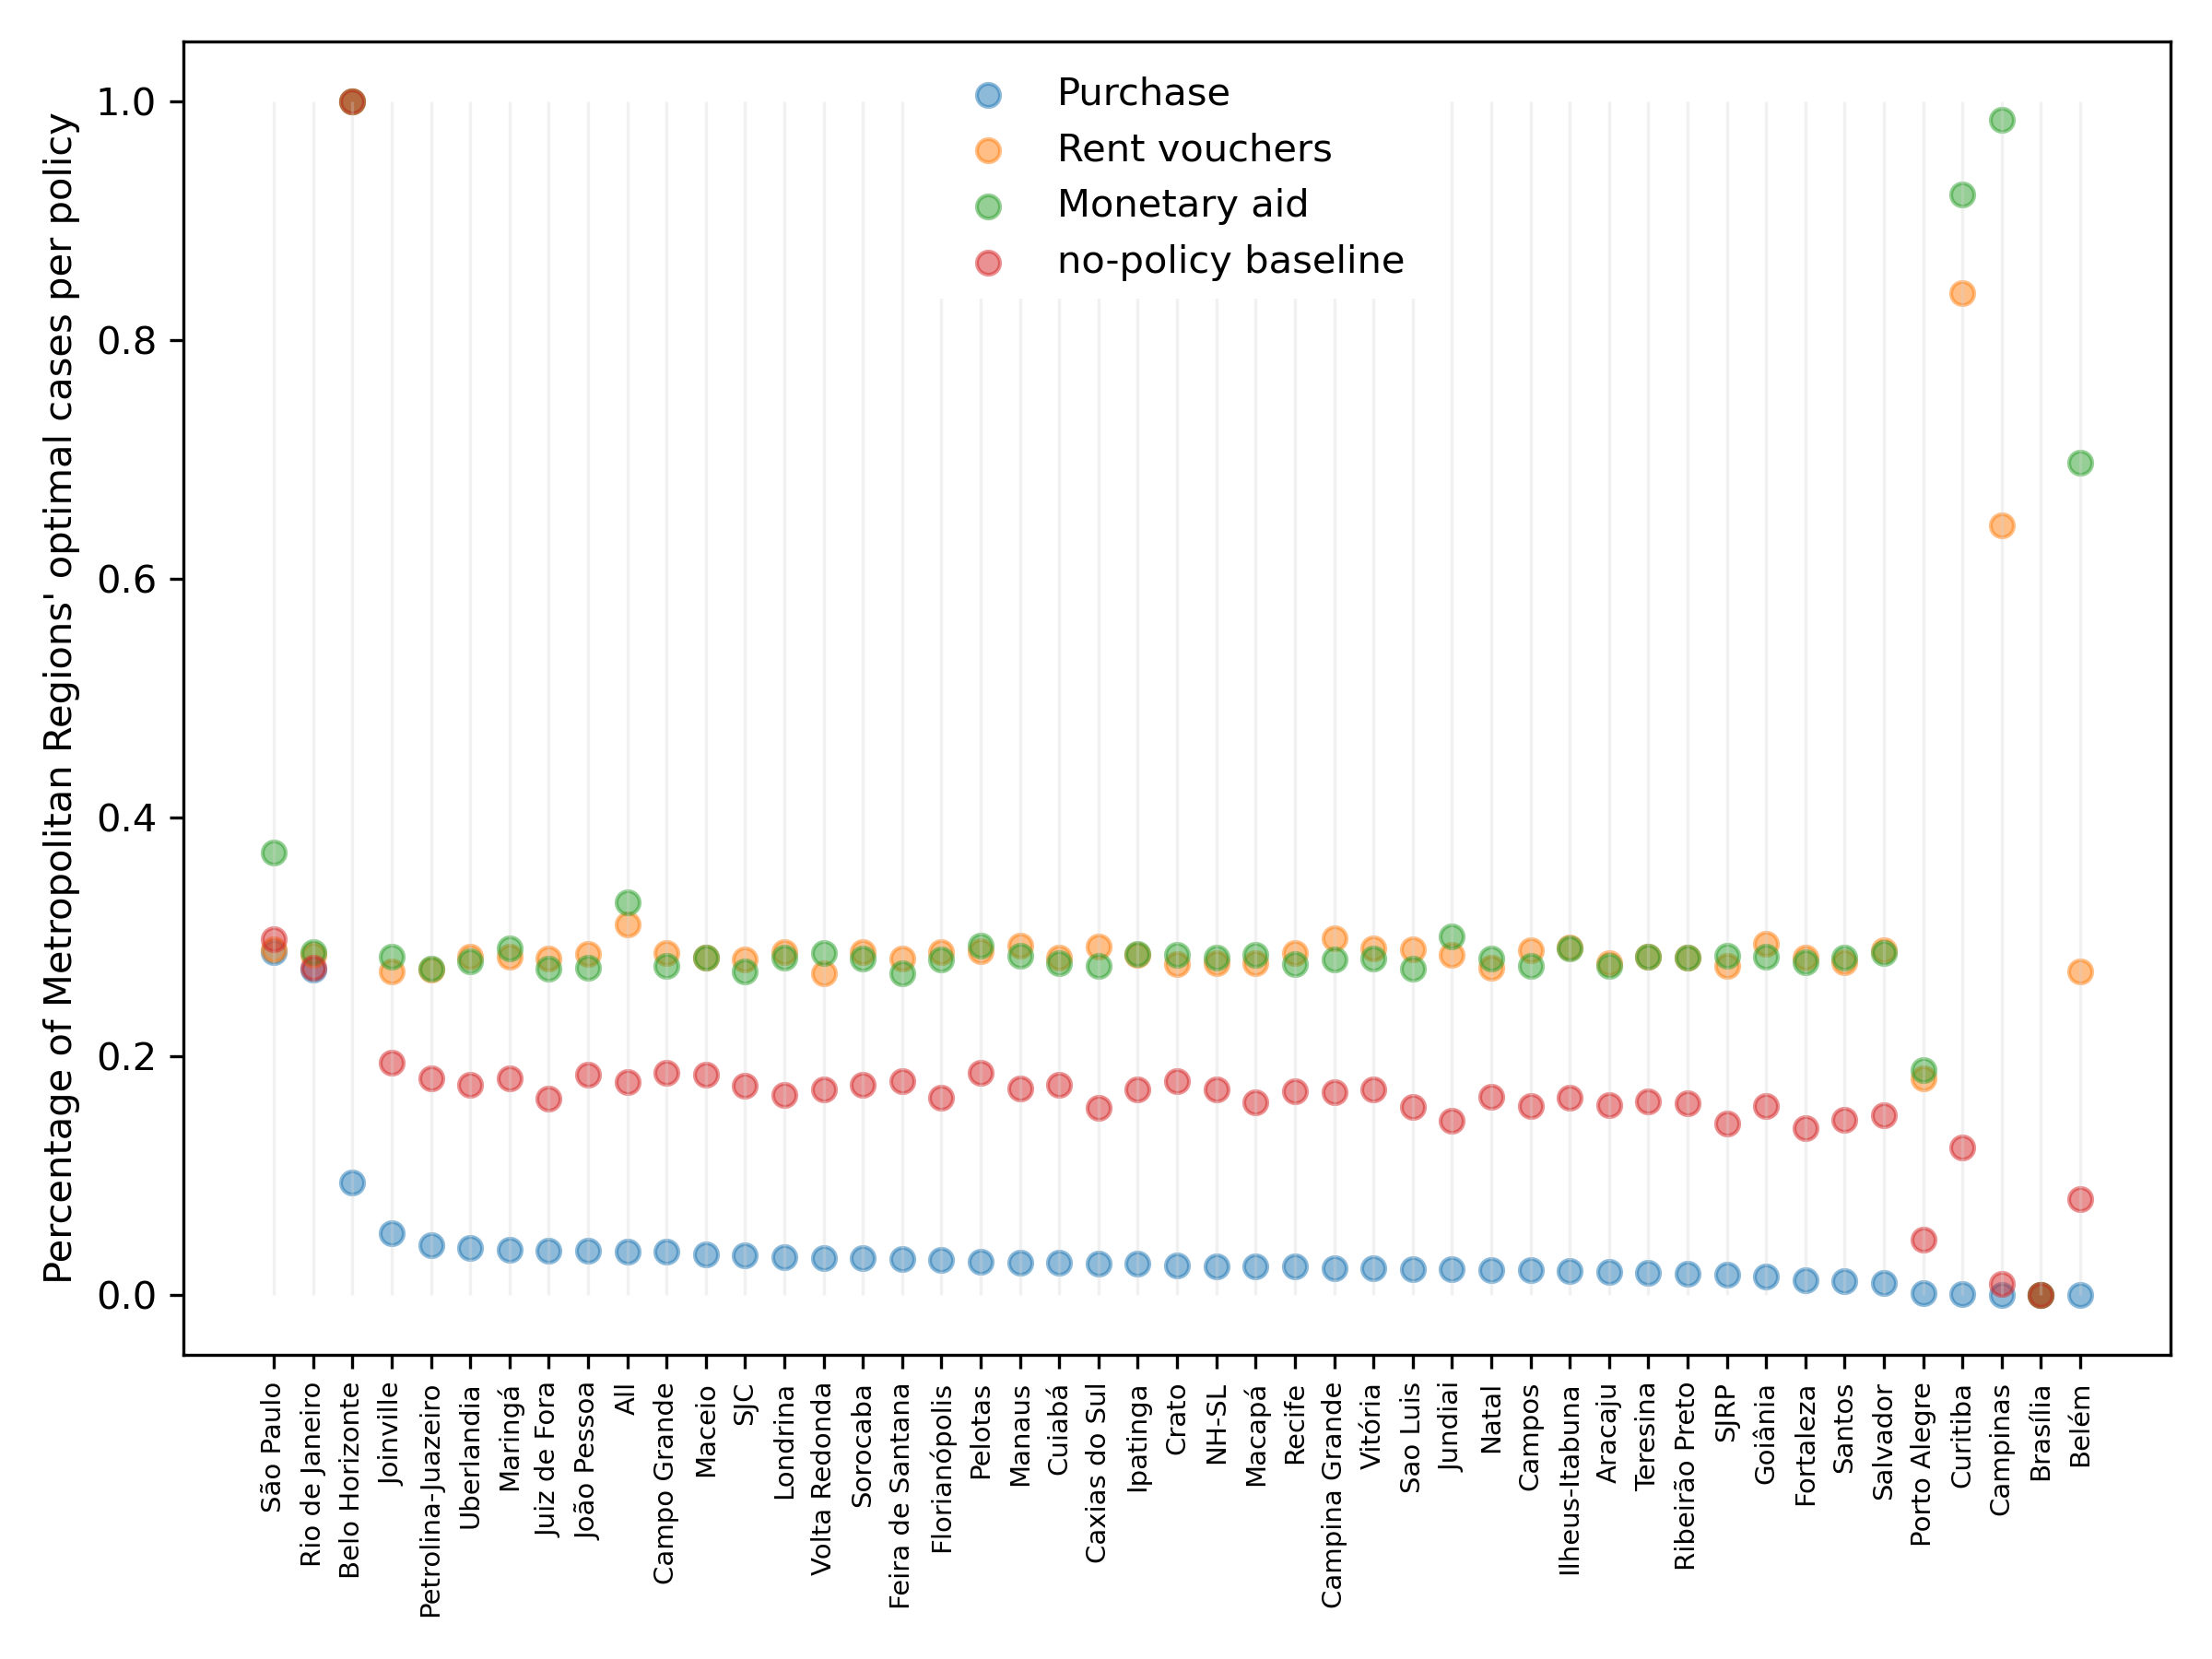 Percentage of Metropolitan Regions' optimal cases per policy
1.0
0.8
0.6
0.4
0.2
0.0
Purchase
Rent vouchers
Monetary aid
no-policy baseline
São Paulo
Rio de Janeiro
Belo Horizonte
Joinville
Petrolina-Juazeiro
Uberlandia
Maringá
Juiz de Fora
João Pessoa
All
Campo Grande
Maceio
SJC
Londrina
Volta Redonda
Sorocaba
Feira de Santana
Florianópolis
Pelotas
Manaus
Cuiabá
Caxias do Sul
Ipatinga
Crato
NH-SL
Macapá
Recife
Campina Grande
Vitória
Sao Luis
Jundiai
Natal
Campos
Ilheus-Itabuna
Aracaju
Teresina
Ribeirão Preto
SJRP
Goiânia
Fortaleza
Santos
Salvador
Porto Alegre
Curitiba
Campinas
Brasília
Belém